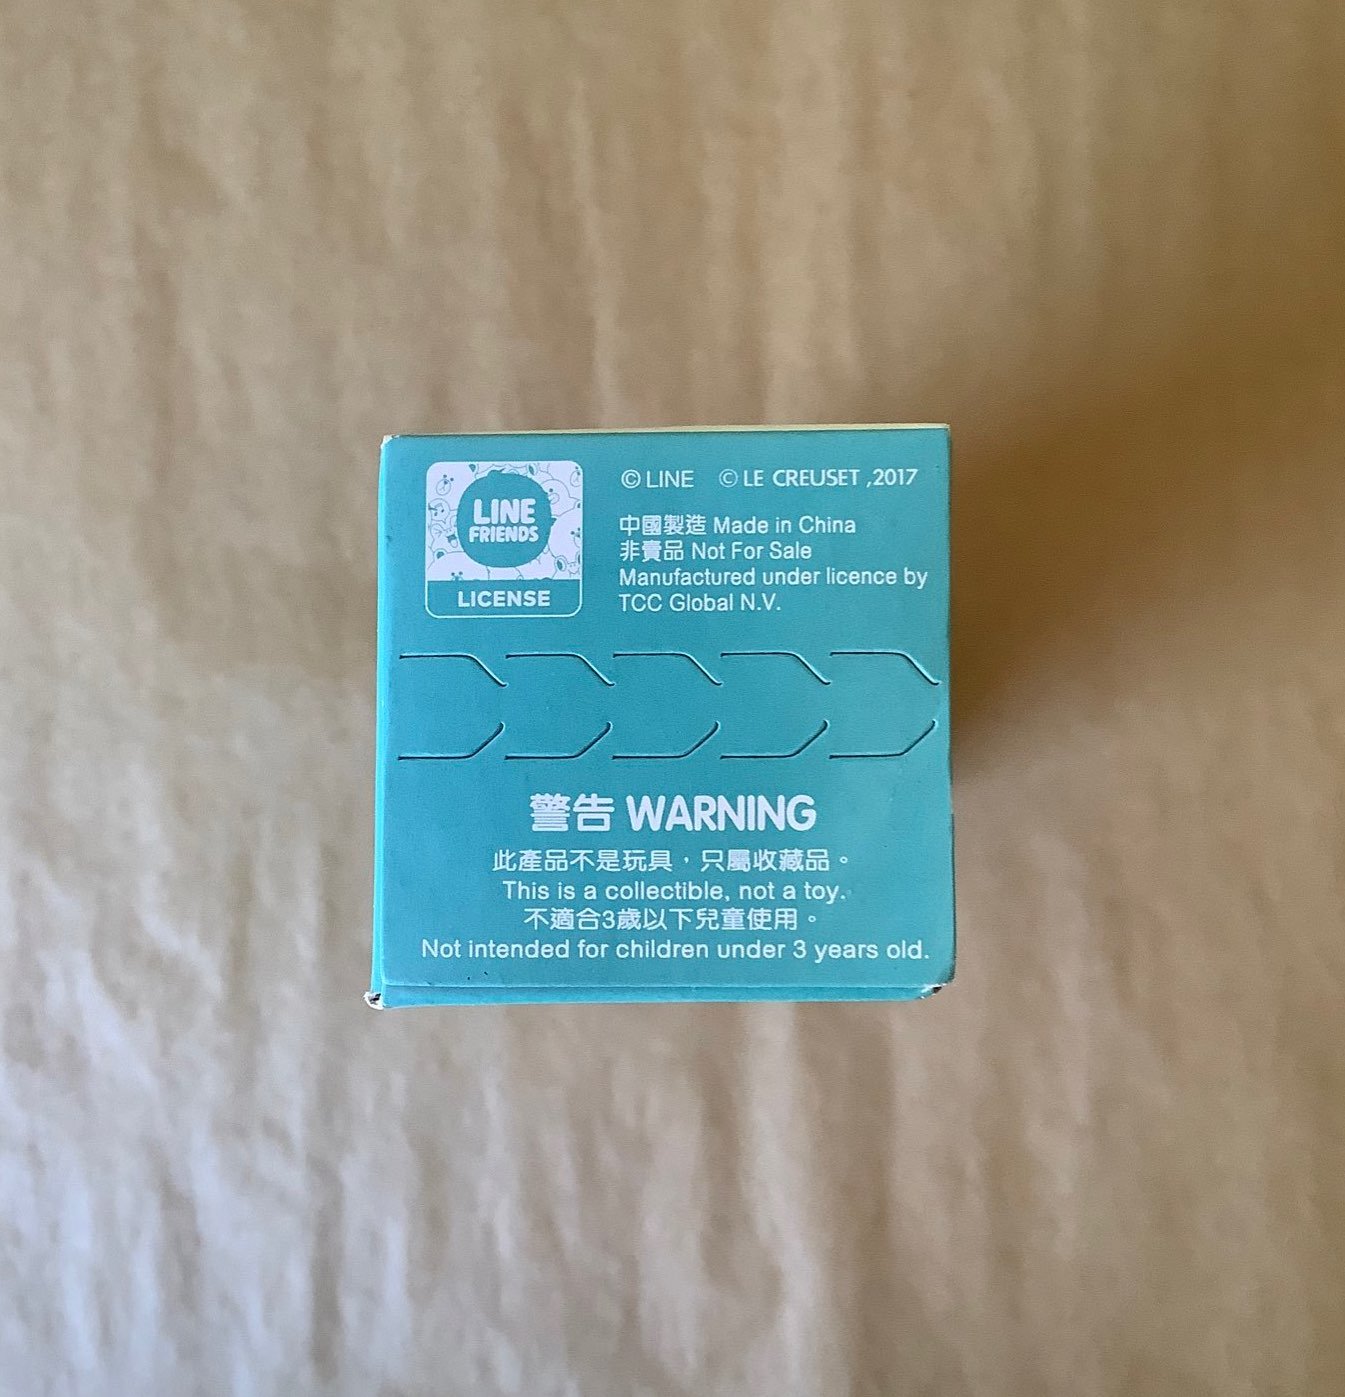 LINE
FRIENDS
LICENSE
© LINE © LE CREUSET ,2017
中國製造 Made in China
非賣品 Not For Sale
Manufactured under licence by
TCC Global N.V.
警告 WARNING
此產品不是玩具，只屬收藏品。
This is a collectible, not a toy.
不適合3歲以下兒童使用。
Not intended for children under 3 years old.